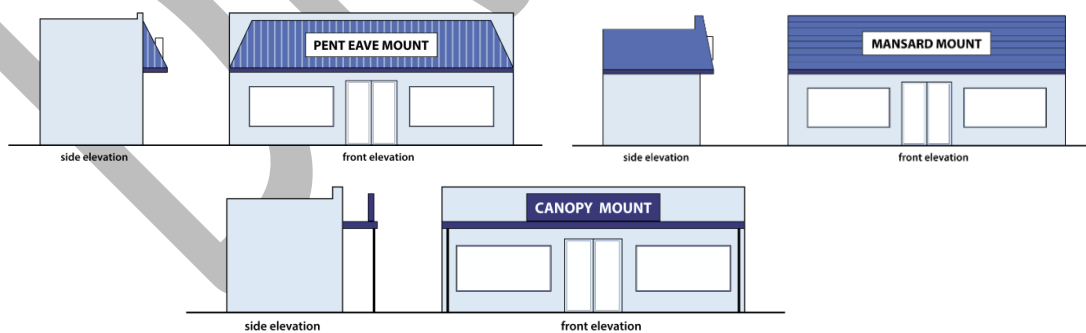 PENT EAVE MOUNT
MANSARD MOUNT
side elevation
front elevation
side elevation
front elevation
CANOPY MOUNT
side elevation
front elevation